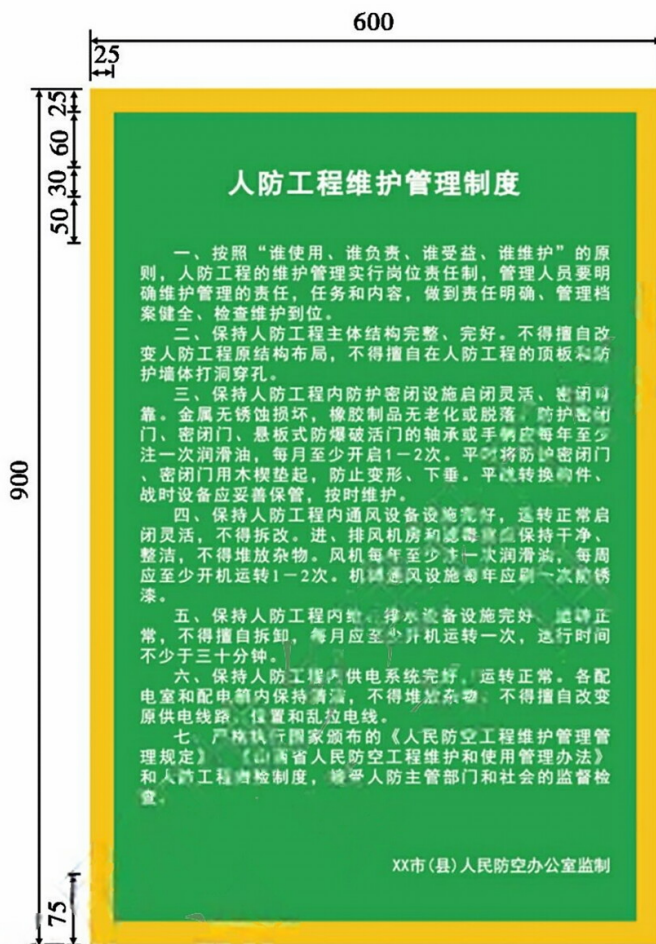 600
25
25
60
30
50
900
75
人防工程维护管理制度
一、按照“谁使用、谁负责、谁受益、谁维护”的原
则，人防工程的维护管理实行岗位责任制，管理人员要明
确维护管理的责任，任务和内容，做到责任明确、管理档
案健全、检查维护到位。
二、保持人防工程主体结构完整、完好。不得擅自改
变人防工程原结构布局，不得擅自在人防工程的顶板和防
护墙体打洞穿孔。
三、保持人防工程内防护密闭设施启闭灵活、密闭可
靠。金属无锈蚀损坏，橡胶制品无老化或脱落。防护密闭
门、密闭门、悬板式防爆破活门的轴承或手 应每年至少
注一次润滑油，每月至少开启1－2次。平时将防护密闭门
、密闭门用木楔垫起，防止变形、下垂。平战转换构件、
战时设备应妥善保管，按时维护。
四、保持人防工程内通风设备设施完好，运转正常启
闭灵活，不得拆改。进、排风机房和滤毒室应保持干净、
整洁，不得堆放杂物。风机每年至少注一次润滑油，每周
应至少开机运转1－2次。机 通风设施每年应刷一次防锈
漆。
五、保持人防工程内给、排水设备设施完好，运转正
常，不得擅自拆卸，每月应至少开机运转一次，运行时间
不少于三十分钟。
六、保持人防工程内供电系统完好，运转正常。各配
电室和配电箱内保持清洁，不得堆放杂物，不得擅自改变
原供电线路、位置和乱拉电线。
七、严格执行国家颁布的《人民防空工程维护管理管
理规定》 《山西省人民防空工程维护和使用管理办法》
和人防工程 检制度，接受人防主管部门和社会的监督检
查。
XX市（县）人民防空办公室监制